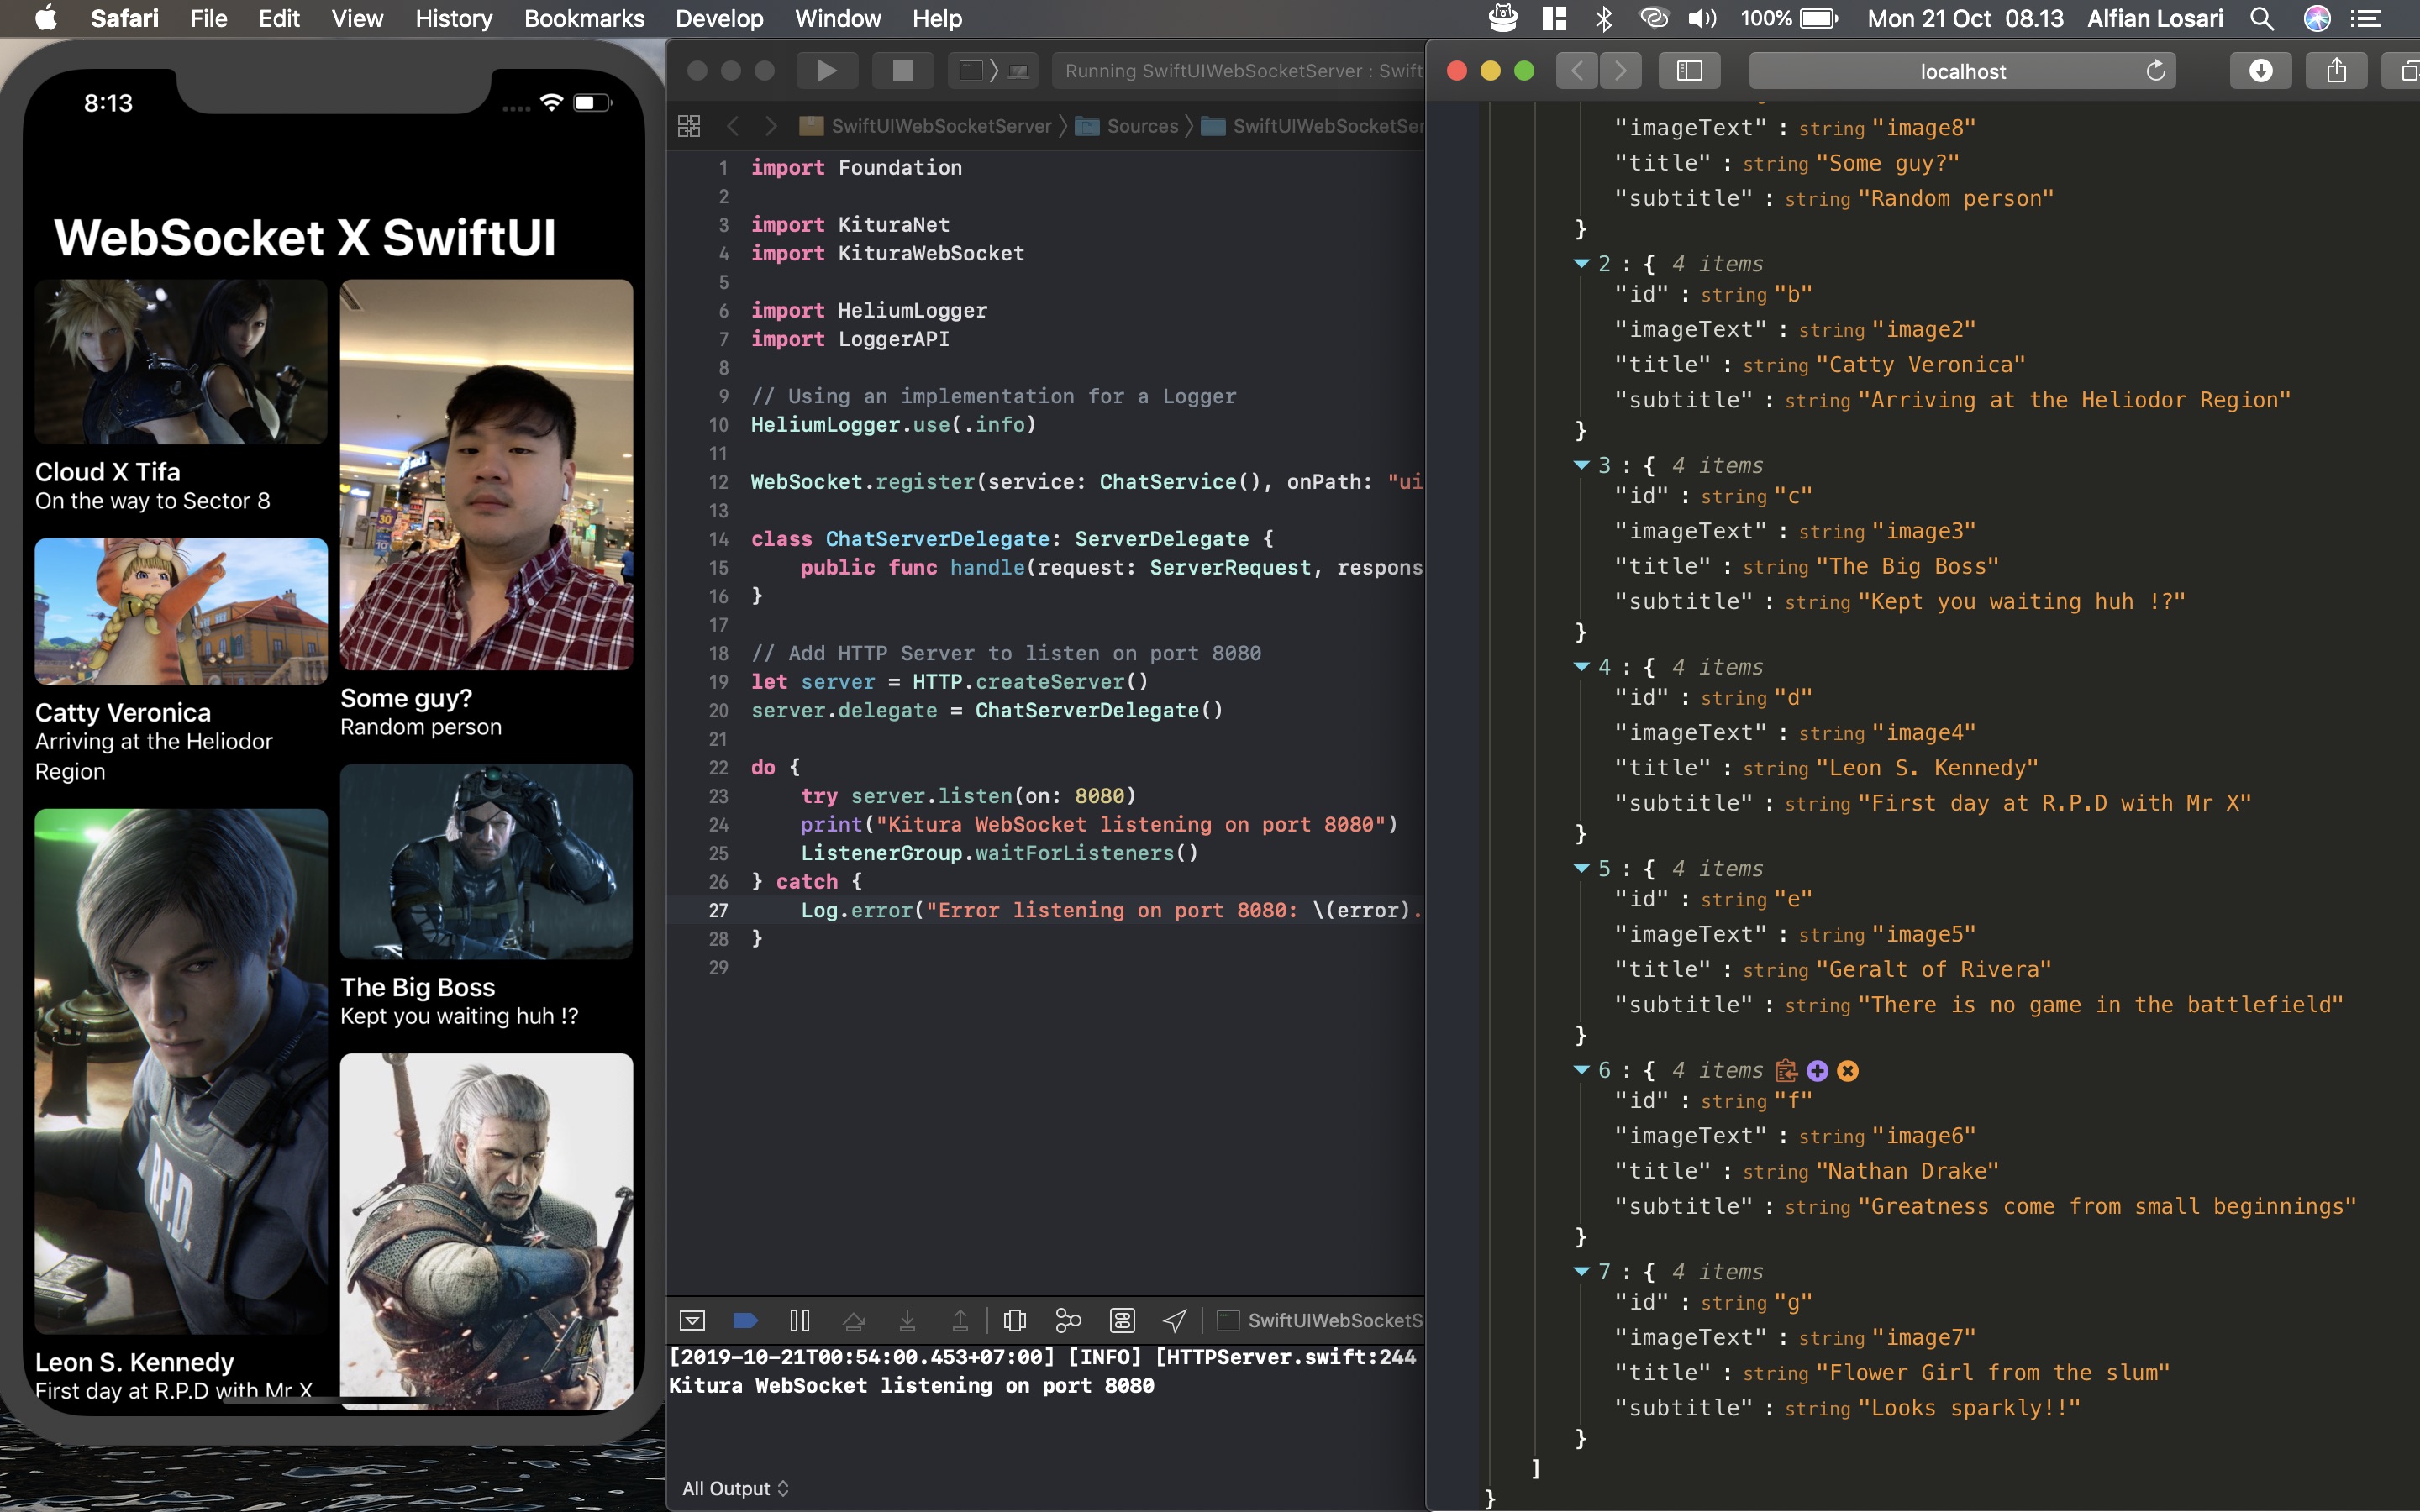 Safari File Edit View History Bookmarks Develop Window Help 100% Mon 21 Oct 08.13 Alfian Losari
8:13
WebSocket X SwiftUI
Cloud X Tifa
On the way to Sector 8
Catty Veronica
Arriving at the Heliodor
Region
R.P.D.
Leon S. Kennedy
First day at R.P.D with Mr X
Some guy?
Random person
The Big Boss
Kept you waiting huh !?
Running SwiftUIWebSocketServer : Swift
SwiftUIWebSocketServer Sources SwiftUIWebSocketSer
1 import Foundation
2
3 import KituraNet
4 import KituraWebSocket
5
6 import HeliumLogger
7 import LoggerAPI
8
9 // Using an implementation for a Logger
10 HeliumLogger.use(.info)
11
12 WebSocket.register(service: ChatService(), onPath: "ui
13
14 class ChatServerDelegate: ServerDelegate {
15 public func handle(request: ServerRequest, respons
16 }
17
18 // Add HTTP Server to listen on port 8080
19 let server = HTTP.createServer()
20 server.delegate = ChatServerDelegate()
21
22 do {
23 try server.listen(on: 8080)
24 print("Kitura WebSocket listening on port 8080")
25 ListenerGroup.waitForListeners()
26 } catch {
27 Log.error("Error listening on port 8080: \(error).
28 }
29
SwiftUIWebSocketS
[2019-10-21T00:54:00.453+07:00] [INFO] [HTTPServer.swift:244
Kitura WebSocket listening on port 8080
All Output
localhost
"imageText" : string "image8"
"title" : string "Some guy?"
"subtitle" : string "Random person"
}
2 : { 4 items
"id" : string "b"
"imageText" : string "image2"
"title" : string "Catty Veronica"
"subtitle" : string "Arriving at the Heliodor Region"
}
3 : { 4 items
"id" : string "c"
"imageText" : string "image3"
"title" : string "The Big Boss"
"subtitle" : string "Kept you waiting huh !?"
}
4 : { 4 items
"id" : string "d"
"imageText" : string "image4"
"title" : string "Leon S. Kennedy"
"subtitle" : string "First day at R.P.D with Mr X"
}
5 : { 4 items
"id" : string "e"
"imageText" : string "image5"
"title" : string "Geralt of Rivera"
"subtitle" : string "There is no game in the battlefield"
}
6 : { 4 items
"id" : string "f"
"imageText" : string "image6"
"title" : string "Nathan Drake"
"subtitle" : string "Greatness come from small beginnings"
}
7 : { 4 items
"id" : string "g"
"imageText" : string "image7"
"title" : string "Flower Girl from the slum"
"subtitle" : string "Looks sparkly!!"
}
]
}